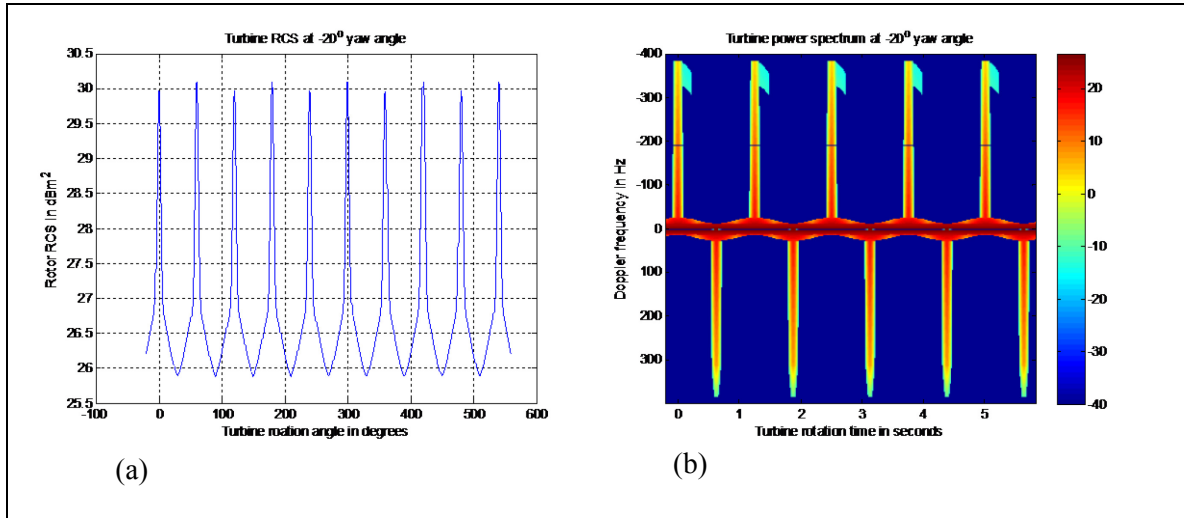 Turbine RCS at -20⁰ yaw angle
30.5
30
29.5
29
28.5
28
27.5
27
26.5
26
25.5
Rotor RCS in dBm²
-100 0 100 200 300 400 500 600
Turbine roation angle in degrees
(a)
Turbine power spectrum at -20⁰ yaw angle
-400
-300
-200
-100
0
100
200
300
Doppler frequency in Hz
0 1 2 3 4 5
Turbine rotation time in seconds
20
10
0
-10
-20
-30
-40
(b)